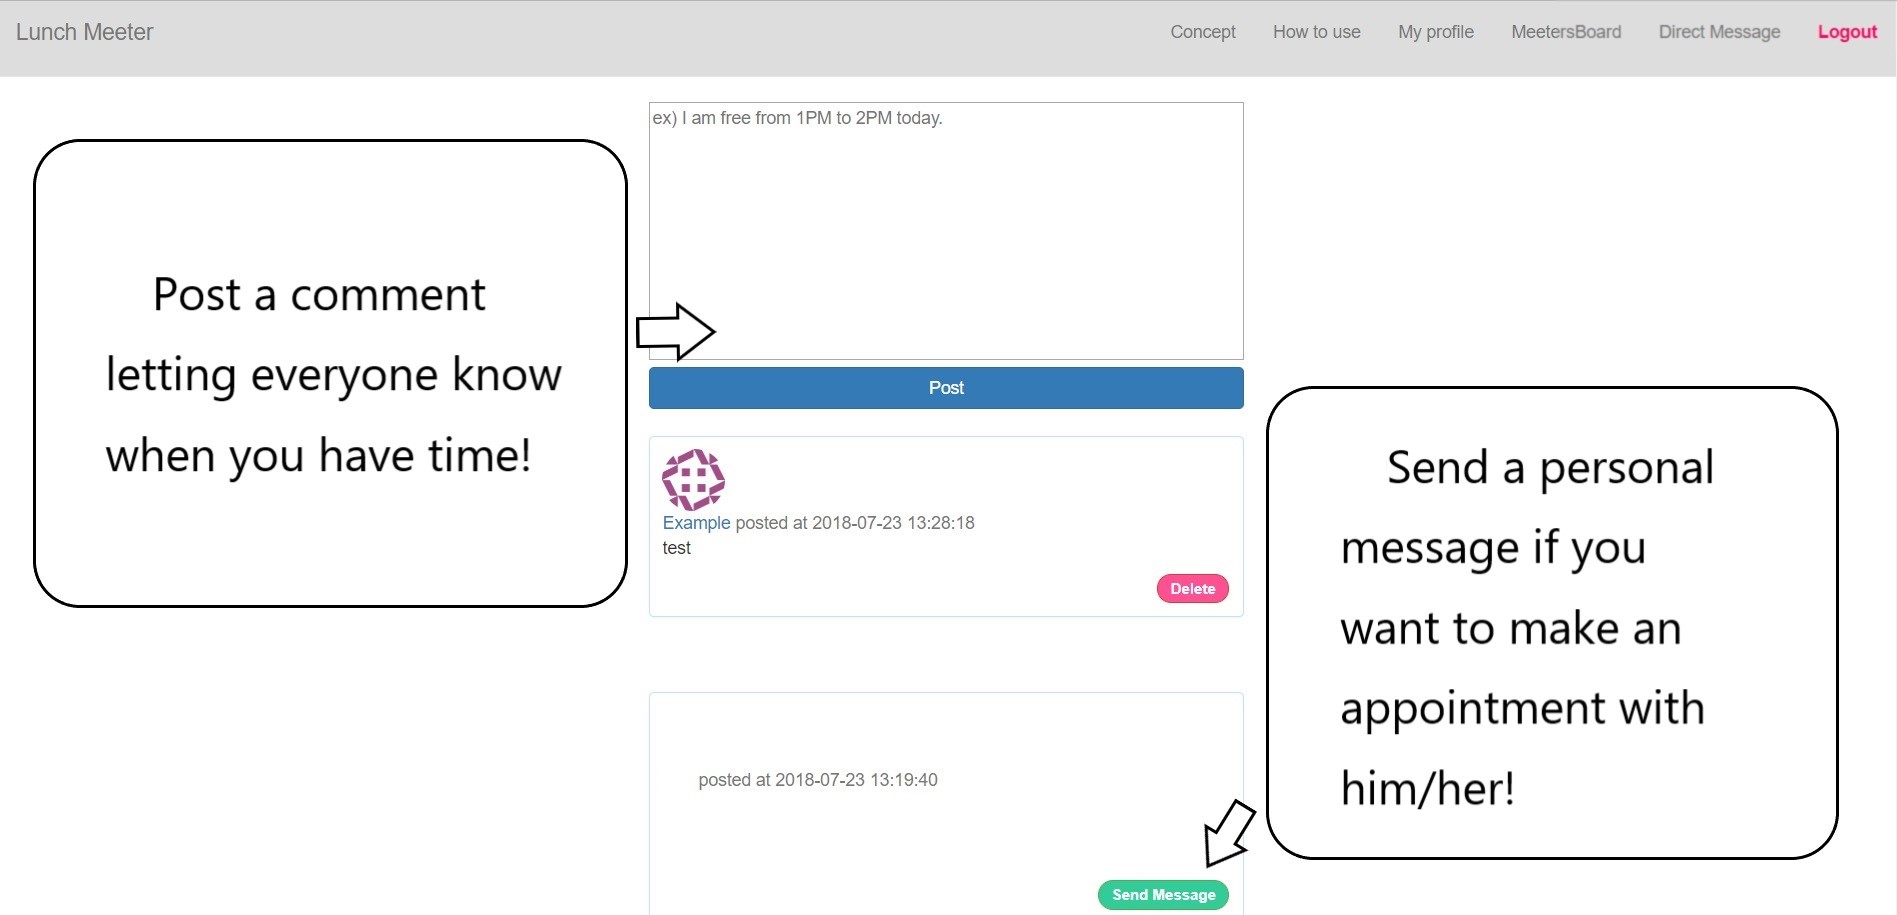 Lunch Meeter
Concept How to use My profile MeetersBoard Direct Message Logout
ex) I am free from 1PM to 2PM today.
Post a comment
letting everyone know
when you have time!
Post
Example posted at 2018-07-23 13:28:18
test
Delete
posted at 2018-07-23 13:19:40
Send Message
Send a personal
message if you
want to make an
appointment with
him/her!